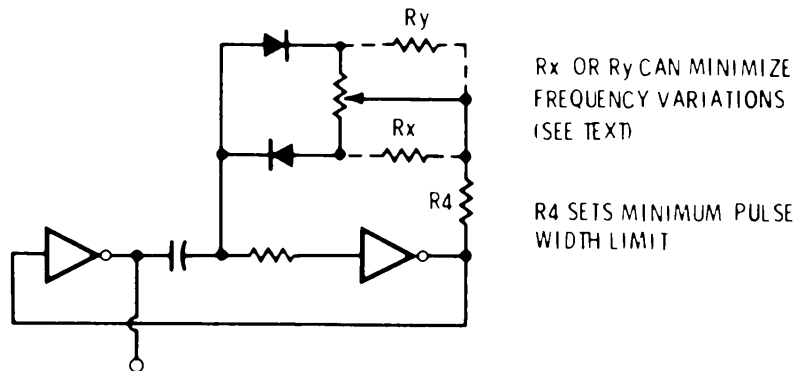 Ry
Rx OR Ry CAN MINIMIZE
FREQUENCY VARIATIONS
(SEE TEXT)
Rx
R4
R4 SETS MINIMUM PULSE
WIDTH LIMIT